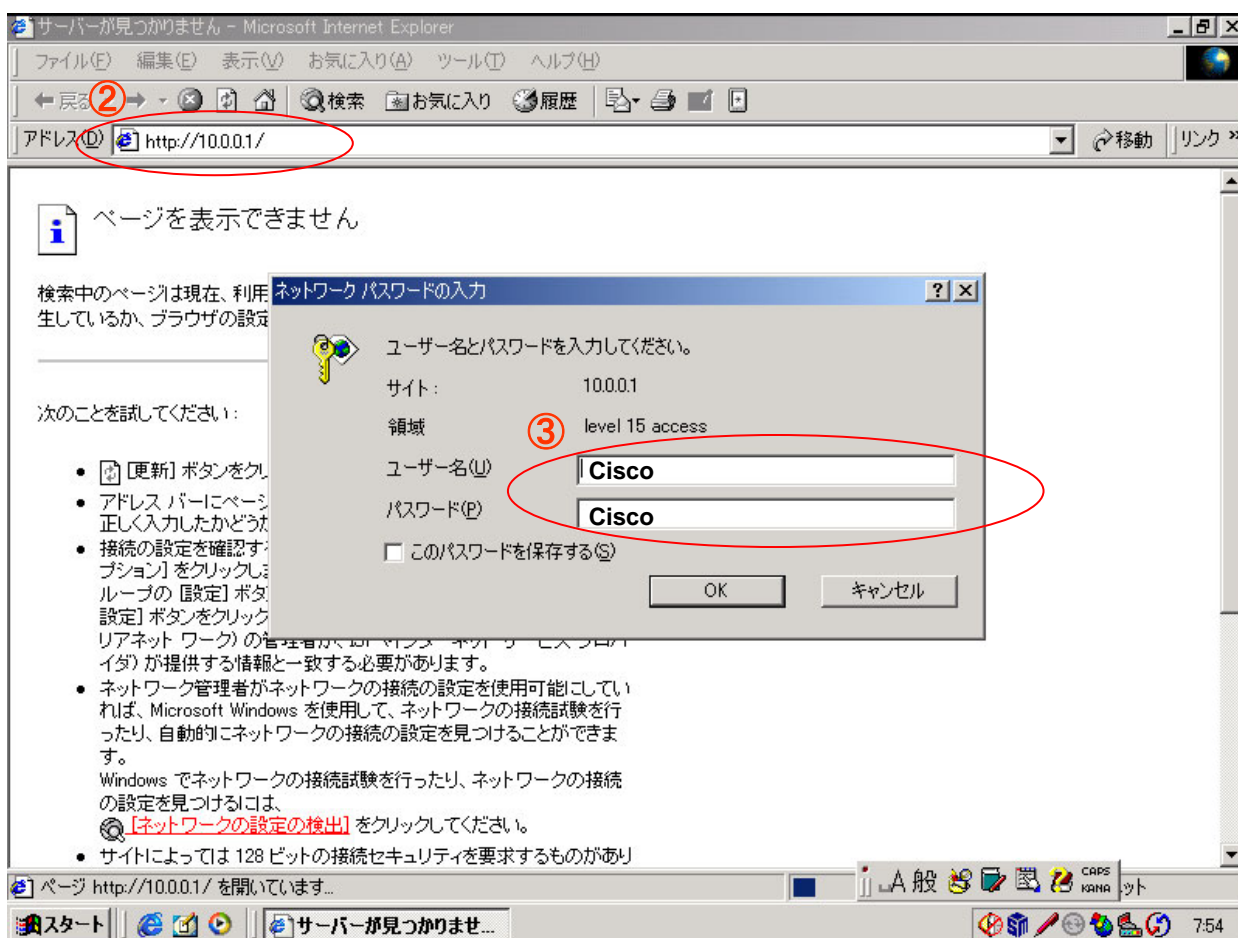 サーバーが見つかりません - Microsoft Internet Explorer
ファイル(F) 編集(E) 表示(V) お気に入り(A) ツール(T) ヘルプ(H)
戻る 検索 お気に入り 履歴
②
アドレス(D) http://10.0.0.1/ 移動 リンク »
ページを表示できません
検索中のページは現在、利用
生しているか、ブラウザの設定
次のことを試してください:
[更新] ボタンをクリ
アドレス バーにページ
正しく入力したかどうか
接続の設定を確認す
プション] をクリックしま
ループの [設定] ボタ
設定] ボタンをクリック
リアネット ワーク) の管理者か、
イダ) が提供する情報と一致する必要があります。
ネットワーク管理者がネットワークの接続の設定を使用可能にしてい
れば、Microsoft Windows を使用して、ネットワークの接続試験を行
ったり、自動的にネットワークの接続の設定を見つけることができま
す。
Windows でネットワークの接続試験を行ったり、ネットワークの接続
の設定を見つけるには、
[ネットワークの設定の検出] をクリックしてください。
サイトによっては 128 ビットの接続セキュリティを要求するものがあり
ネットワーク パスワードの入力
ユーザー名とパスワードを入力してください。
サイト: 10.0.0.1
領域 level 15 access
③
ユーザー名(U) Cisco
パスワード(P) Cisco
このパスワードを保存する(S)
OK キャンセル
ページ http://10.0.0.1/ を開いています...
A 般 CAPS KANA
スタート サーバーが見つかりませ... 7:54